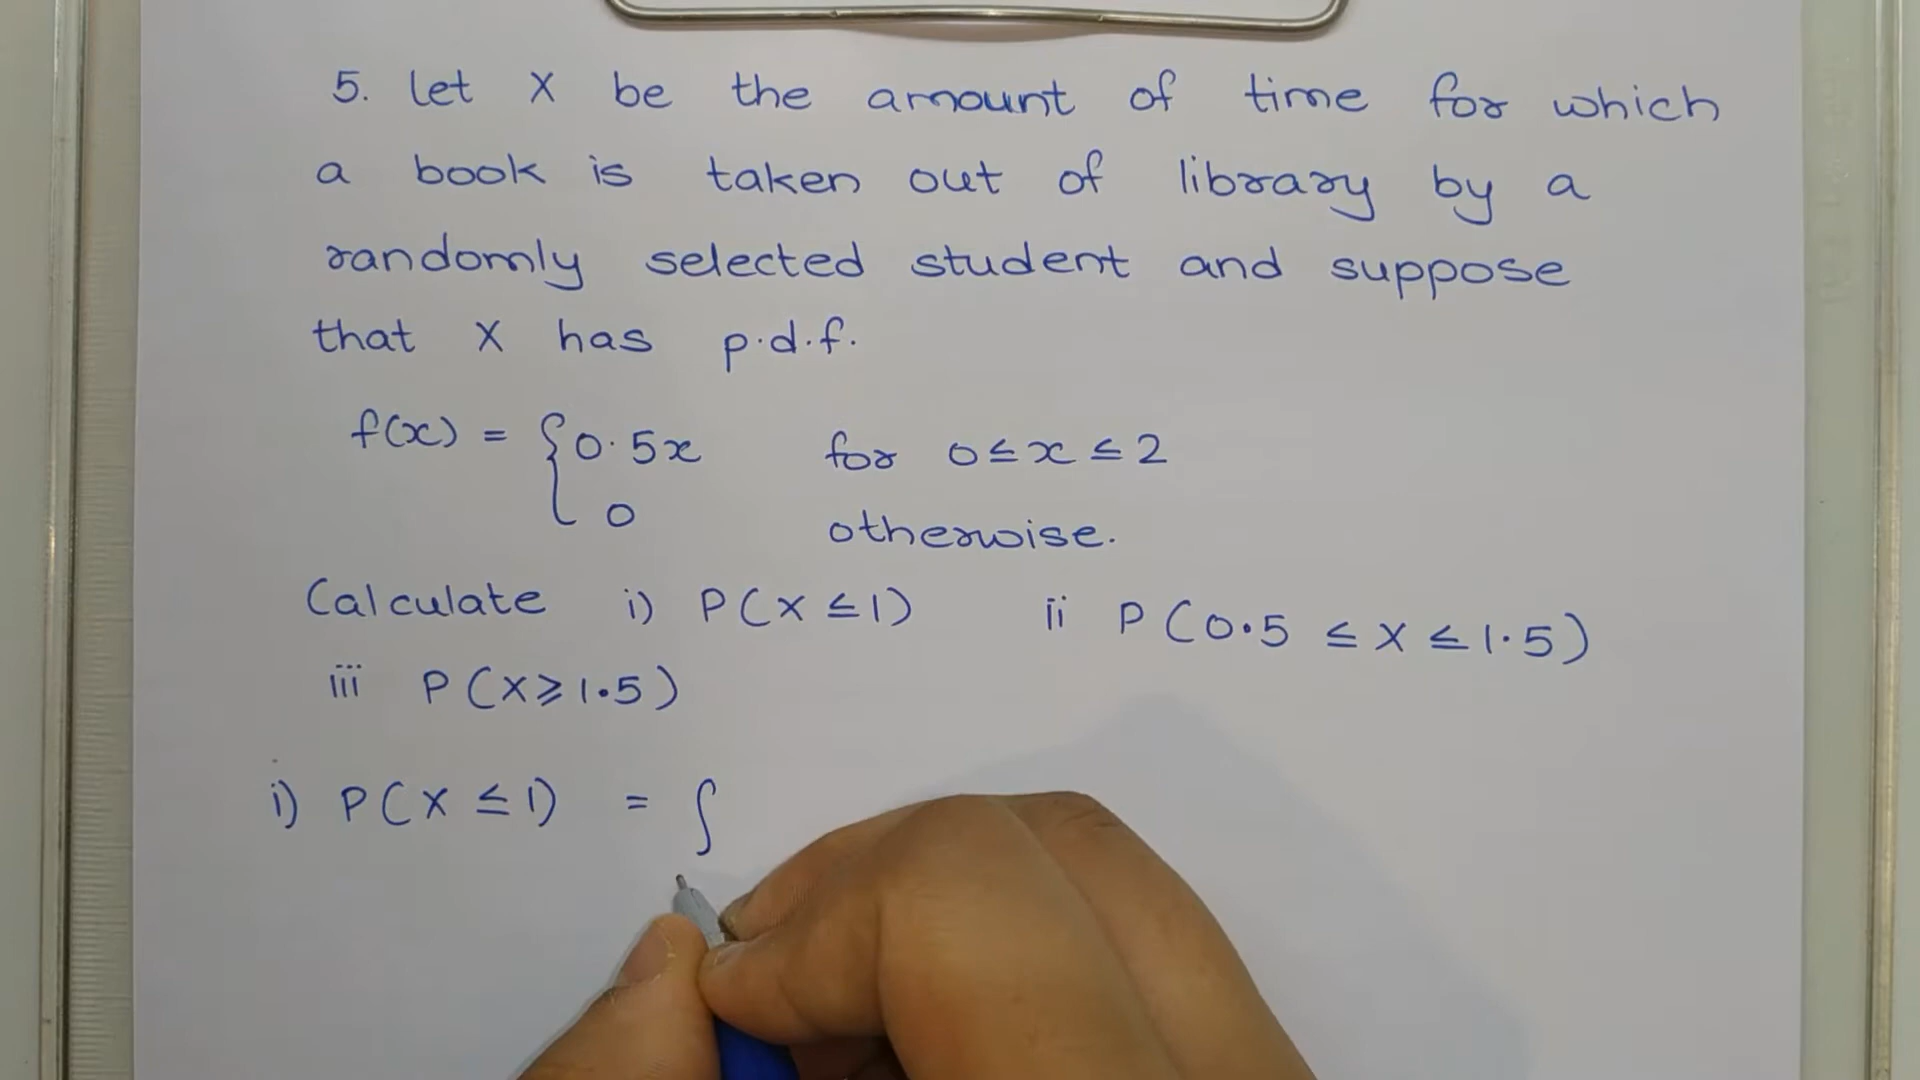 5. Let X be the amount of time for which
a book is taken out of library by a
randomly selected student and suppose
that X has p.d.f.
f(x) = { 0.5x for 0 ≤ x ≤ 2
0 otherwise.
Calculate i) P(X ≤ 1) ii P(0.5 ≤ X ≤ 1.5)
iii P(X ≥ 1.5)
i) P(X ≤ 1) = ∫